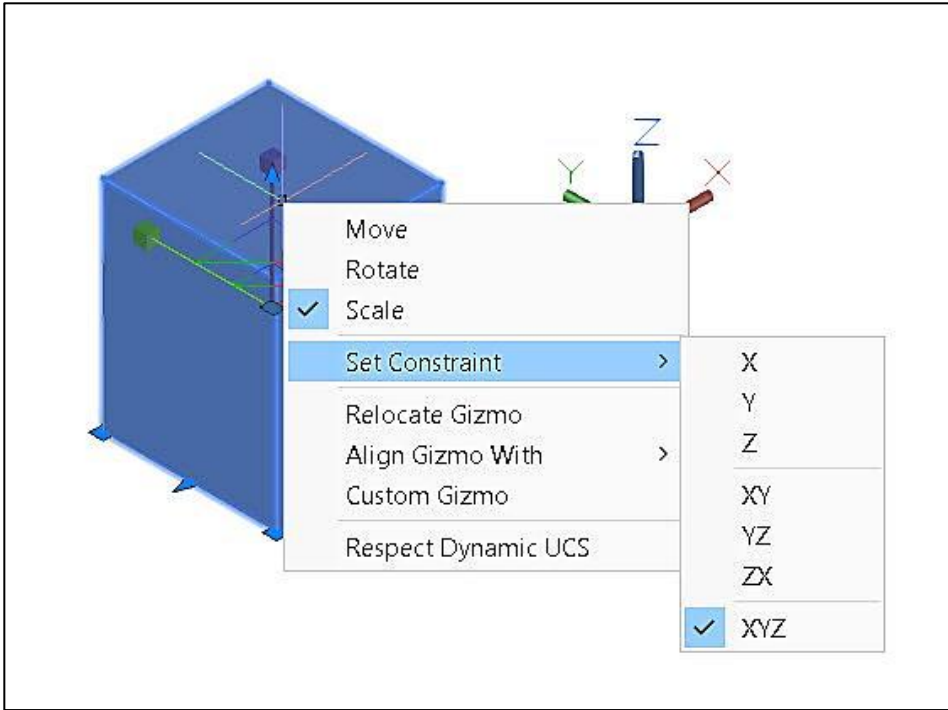 Z
Y
X
Move
Rotate
Scale
Set Constraint
Relocate Gizmo
Align Gizmo With
Custom Gizmo
Respect Dynamic UCS
X
Y
Z
XY
YZ
ZX
XYZ